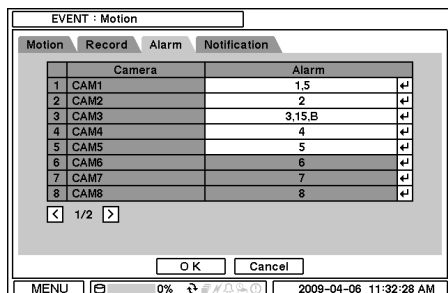 EVENT : Motion
Motion Record Alarm Notification
Camera Alarm
1 CAM1 1,5
2 CAM2 2
3 CAM3 3,15,B
4 CAM4 4
5 CAM5 5
6 CAM6 6
7 CAM7 7
8 CAM8 8
< 1/2 >
OK Cancel
MENU 0% 2009-04-06 11:32:28 AM